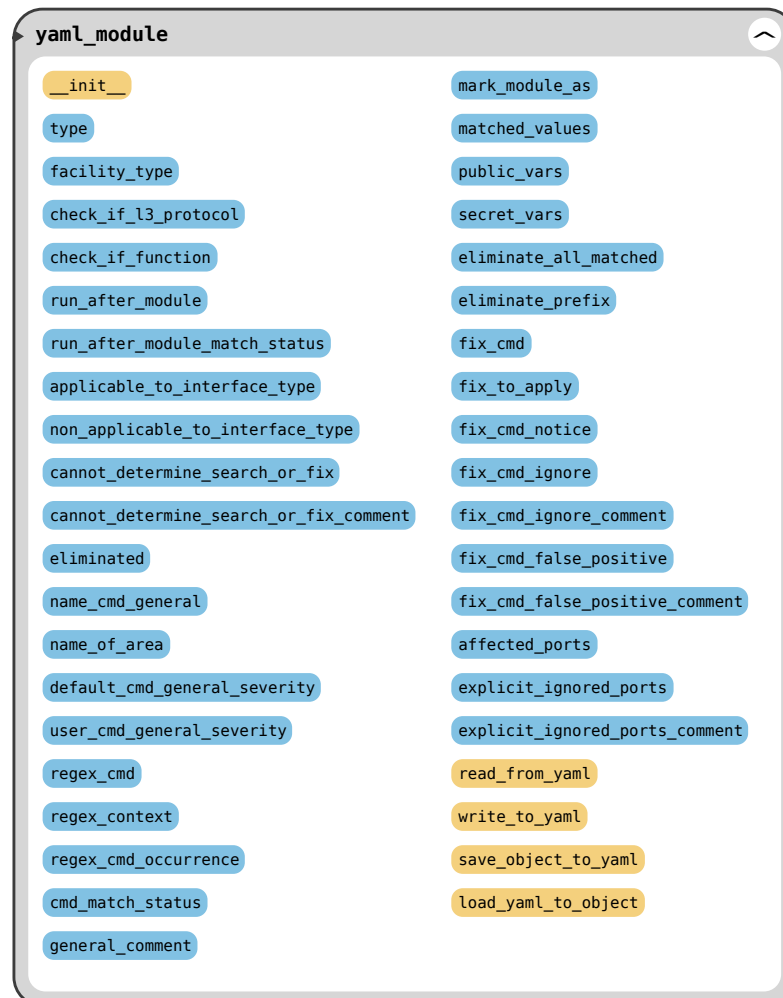 yaml_module
__init__
type
facility_type
check_if_l3_protocol
check_if_function
run_after_module
run_after_module_match_status
applicable_to_interface_type
non_applicable_to_interface_type
cannot_determine_search_or_fix
cannot_determine_search_or_fix_comment
eliminated
name_cmd_general
name_of_area
default_cmd_general_severity
user_cmd_general_severity
regex_cmd
regex_context
regex_cmd_occurrence
cmd_match_status
general_comment
mark_module_as
matched_values
public_vars
secret_vars
eliminate_all_matched
eliminate_prefix
fix_cmd
fix_to_apply
fix_cmd_notice
fix_cmd_ignore
fix_cmd_ignore_comment
fix_cmd_false_positive
fix_cmd_false_positive_comment
affected_ports
explicit_ignored_ports
explicit_ignored_ports_comment
read_from_yaml
write_to_yaml
save_object_to_yaml
load_yaml_to_object